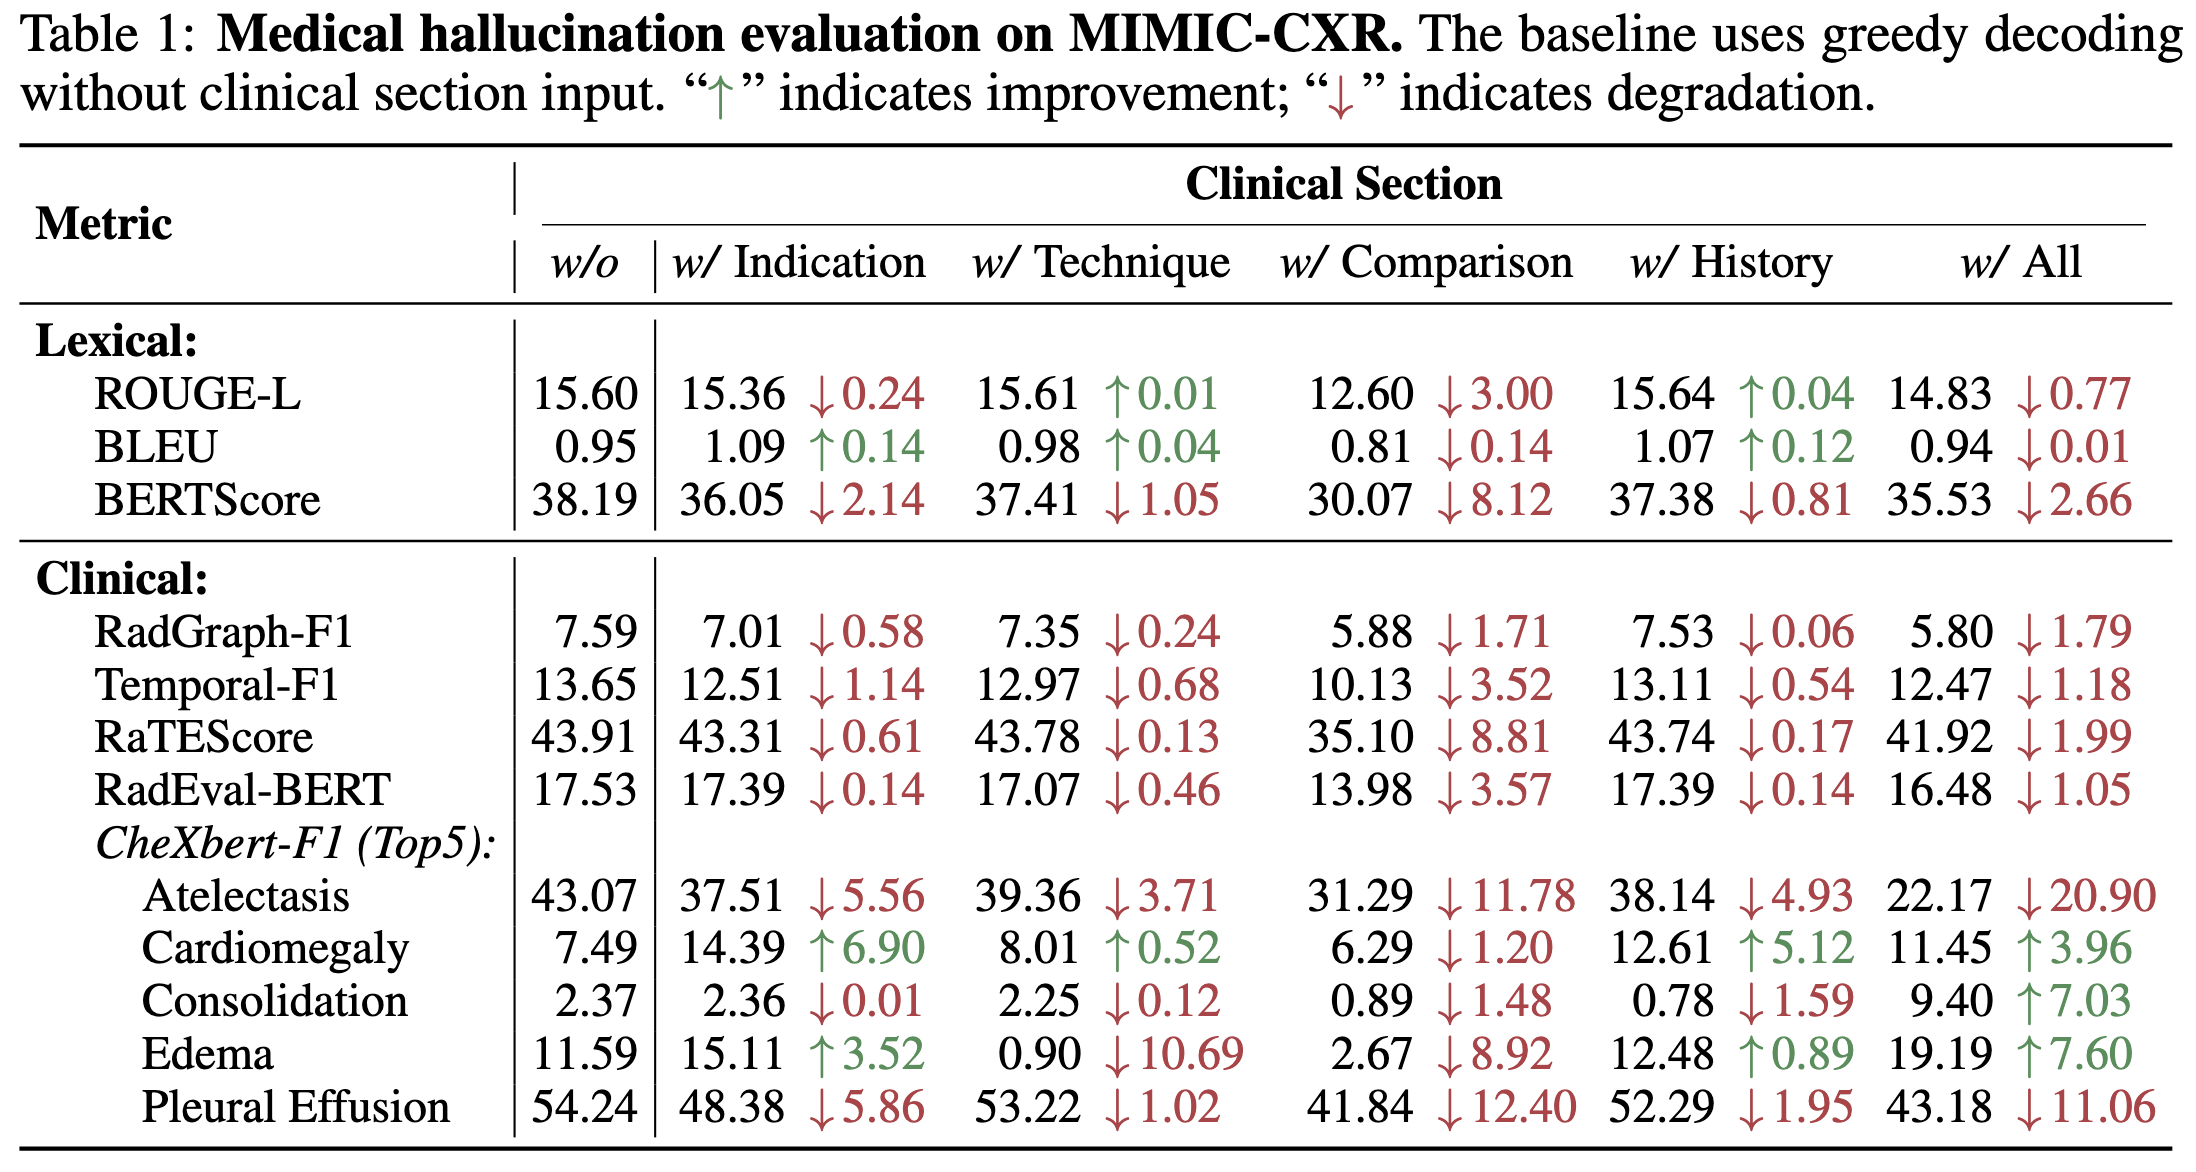 Table 1: Medical hallucination evaluation on MIMIC-CXR. The baseline uses greedy decoding
without clinical section input. “↑” indicates improvement; “↓” indicates degradation.
Clinical Section
Metric
w/o w/ Indication w/ Technique w/ Comparison w/ History w/ All
Lexical:
ROUGE-L 15.60 15.36 ↓0.24 15.61 ↑0.01 12.60 ↓3.00 15.64 ↑0.04 14.83 ↓0.77
BLEU 0.95 1.09 ↑0.14 0.98 ↑0.04 0.81 ↓0.14 1.07 ↑0.12 0.94 ↓0.01
BERTScore 38.19 36.05 ↓2.14 37.41 ↓1.05 30.07 ↓8.12 37.38 ↓0.81 35.53 ↓2.66
Clinical:
RadGraph-F1 7.59 7.01 ↓0.58 7.35 ↓0.24 5.88 ↓1.71 7.53 ↓0.06 5.80 ↓1.79
Temporal-F1 13.65 12.51 ↓1.14 12.97 ↓0.68 10.13 ↓3.52 13.11 ↓0.54 12.47 ↓1.18
RaTEScore 43.91 43.31 ↓0.61 43.78 ↓0.13 35.10 ↓8.81 43.74 ↓0.17 41.92 ↓1.99
RadEval-BERT 17.53 17.39 ↓0.14 17.07 ↓0.46 13.98 ↓3.57 17.39 ↓0.14 16.48 ↓1.05
CheXbert-F1 (Top5):
Atelectasis 43.07 37.51 ↓5.56 39.36 ↓3.71 31.29 ↓11.78 38.14 ↓4.93 22.17 ↓20.90
Cardiomegaly 7.49 14.39 ↑6.90 8.01 ↑0.52 6.29 ↓1.20 12.61 ↑5.12 11.45 ↑3.96
Consolidation 2.37 2.36 ↓0.01 2.25 ↓0.12 0.89 ↓1.48 0.78 ↓1.59 9.40 ↑7.03
Edema 11.59 15.11 ↑3.52 0.90 ↓10.69 2.67 ↓8.92 12.48 ↑0.89 19.19 ↑7.60
Pleural Effusion 54.24 48.38 ↓5.86 53.22 ↓1.02 41.84 ↓12.40 52.29 ↓1.95 43.18 ↓11.06